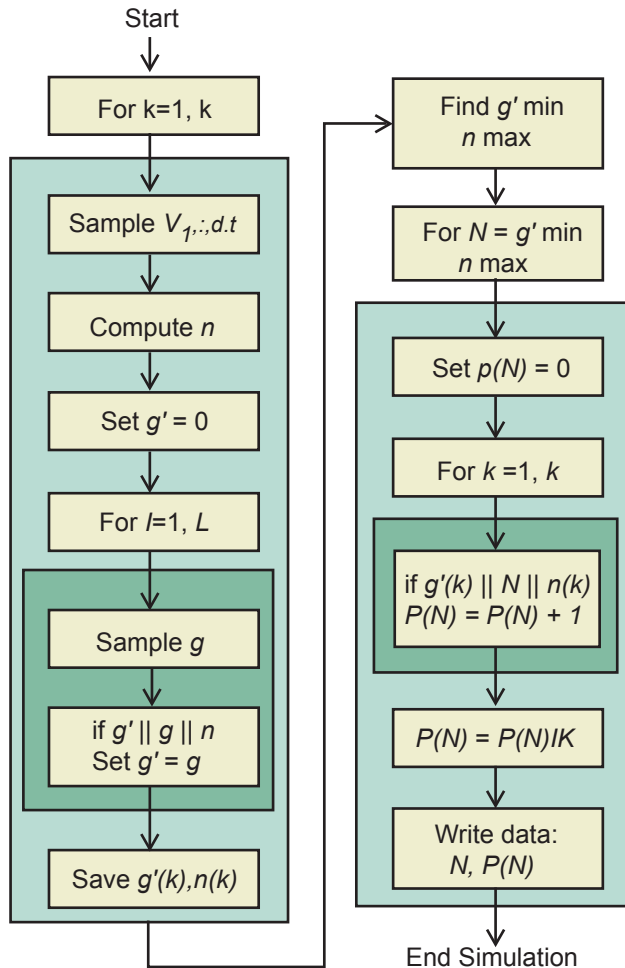 Start
For k=1, k
Sample V1,:,d.t
Compute n
Set g' = 0
For l=1, L
Sample g
if g' || g || n
Set g' = g
Save g'(k),n(k)
Find g' min
n max
For N = g' min
n max
Set p(N) = 0
For k =1, k
if g'(k) || N || n(k)
P(N) = P(N) + 1
P(N) = P(N)IK
Write data:
N, P(N)
End Simulation